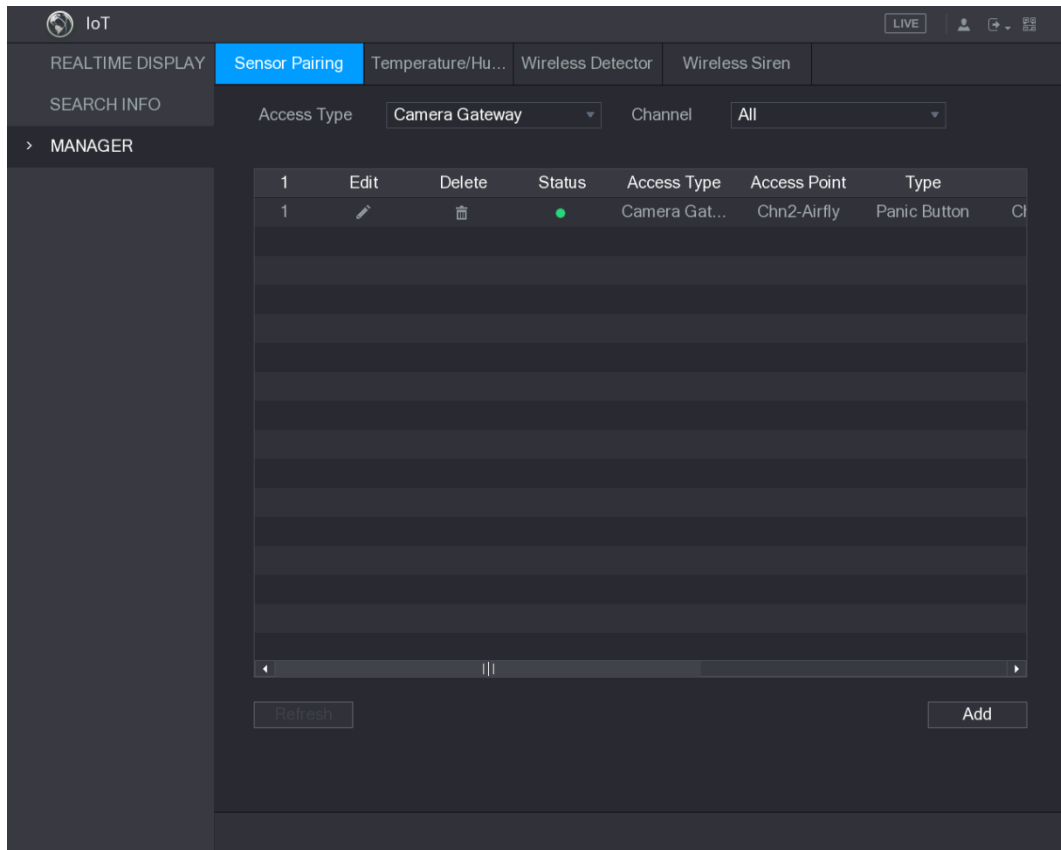 IoT LIVE
REALTIME DISPLAY
SEARCH INFO
MANAGER
Sensor Pairing Temperature/Hu... Wireless Detector Wireless Siren
Access Type Camera Gateway Channel All
1 Edit Delete Status Access Type Access Point Type
1 Camera Gat... Chn2-Airfly Panic Button Ch
Refresh Add